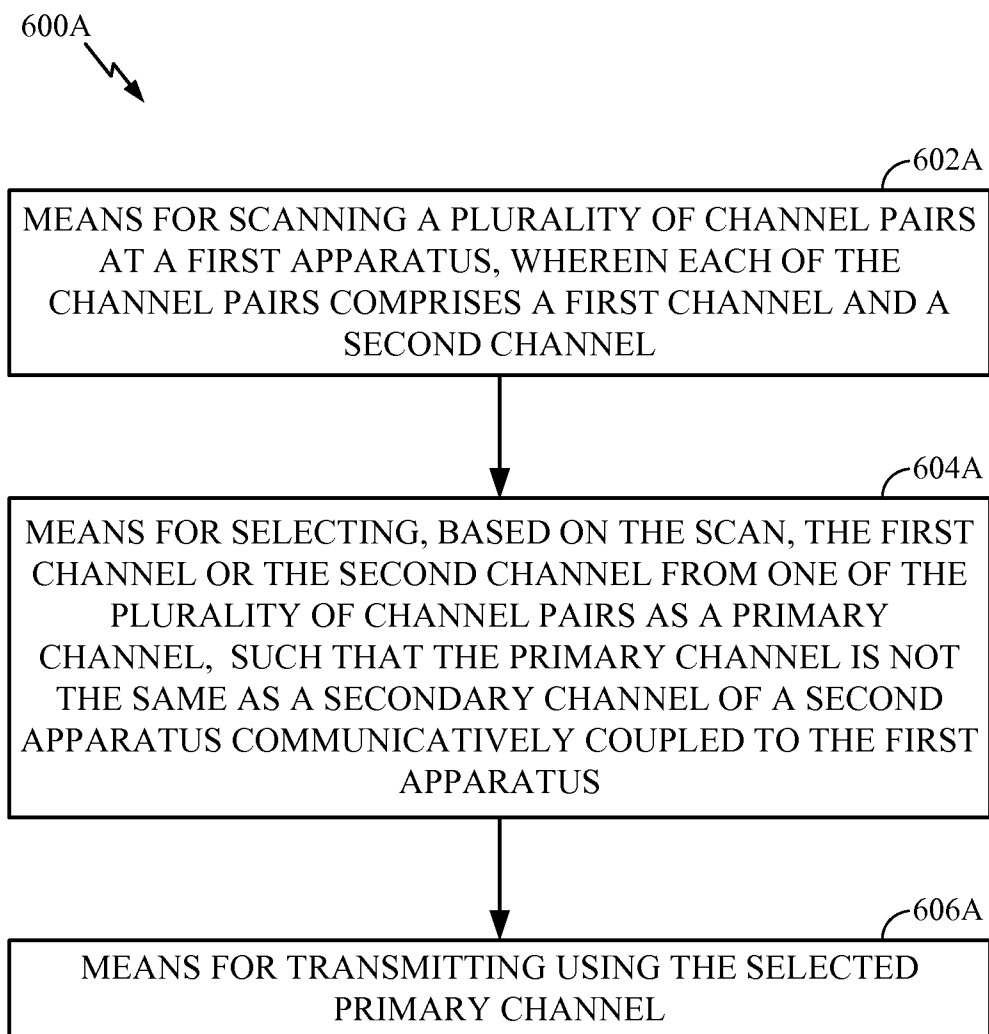 600A
602A
MEANS FOR SCANNING A PLURALITY OF CHANNEL PAIRS
AT A FIRST APPARATUS, WHEREIN EACH OF THE
CHANNEL PAIRS COMPRISES A FIRST CHANNEL AND A
SECOND CHANNEL
604A
MEANS FOR SELECTING, BASED ON THE SCAN, THE FIRST
CHANNEL OR THE SECOND CHANNEL FROM ONE OF THE
PLURALITY OF CHANNEL PAIRS AS A PRIMARY
CHANNEL, SUCH THAT THE PRIMARY CHANNEL IS NOT
THE SAME AS A SECONDARY CHANNEL OF A SECOND
APPARATUS COMMUNICATIVELY COUPLED TO THE FIRST
APPARATUS
606A
MEANS FOR TRANSMITTING USING THE SELECTED
PRIMARY CHANNEL